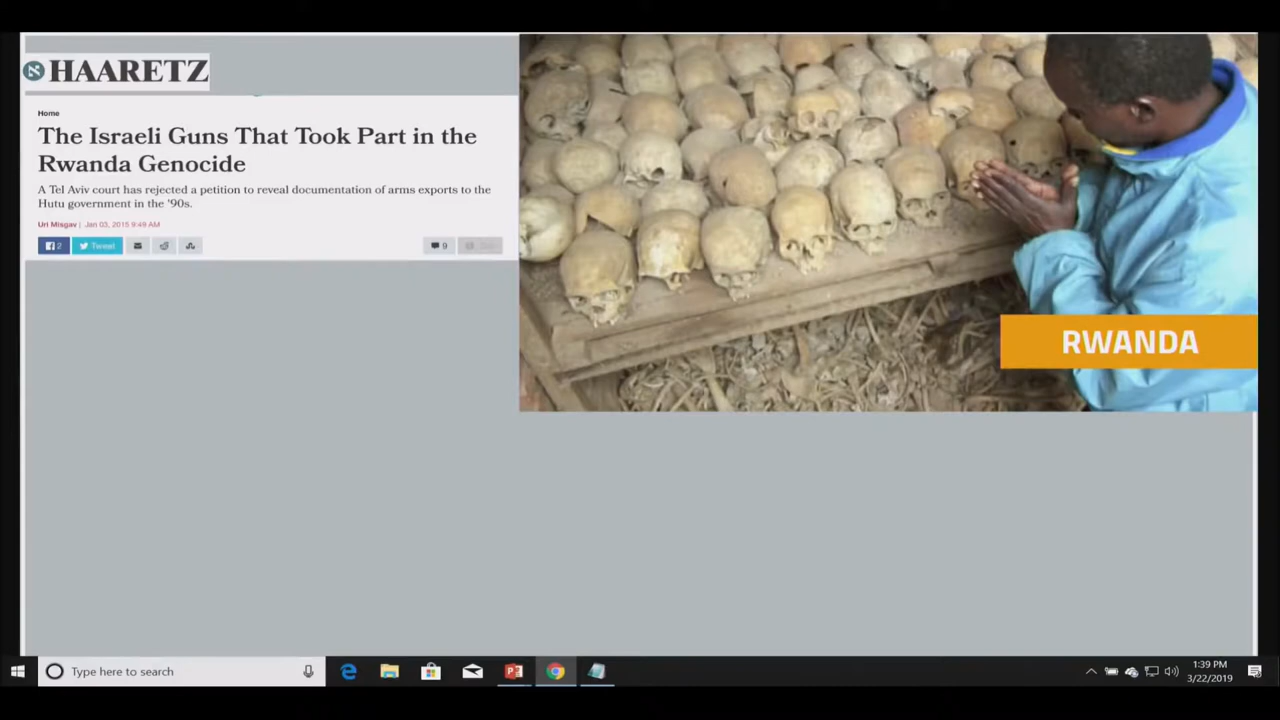 HAARETZ
Home
The Israeli Guns That Took Part in the
Rwanda Genocide
A Tel Aviv court has rejected a petition to reveal documentation of arms exports to the
Hutu government in the '90s.
Uri Misgav | Jan 03, 2015 9:49 AM
2 Tweet 9
RWANDA
Type here to search
1:39 PM
3/22/2019